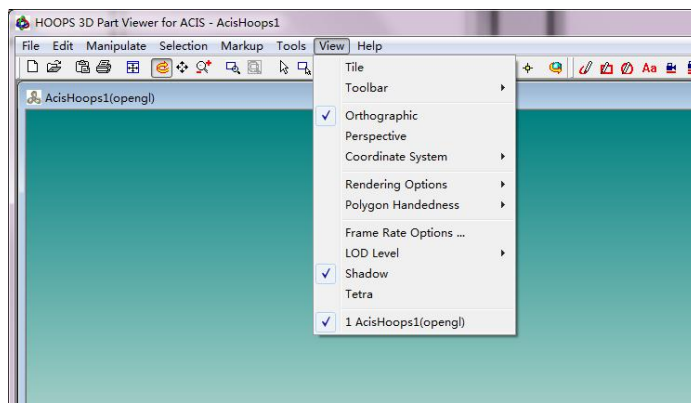 HOOPS 3D Part Viewer for ACIS - AcisHoops1
File Edit Manipulate Selection Markup Tools View Help
Aa
AcisHoops1(opengl)
Tile
Toolbar
Orthographic
Perspective
Coordinate System
Rendering Options
Polygon Handedness
Frame Rate Options ...
LOD Level
Shadow
Tetra
1 AcisHoops1(opengl)